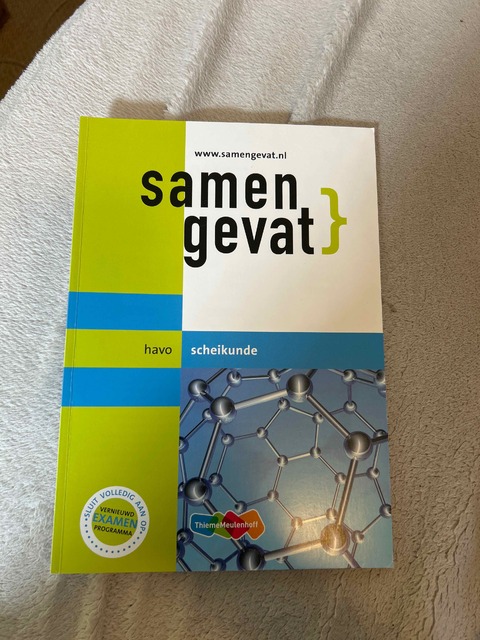 www.samengevat.nl
samen
gevat}
havo
scheikunde
SLUIT VOLLEDIG AAN OP:
VERNIEUWD
EXAMEN
PROGRAMMA
ThiemeMeulenhoff